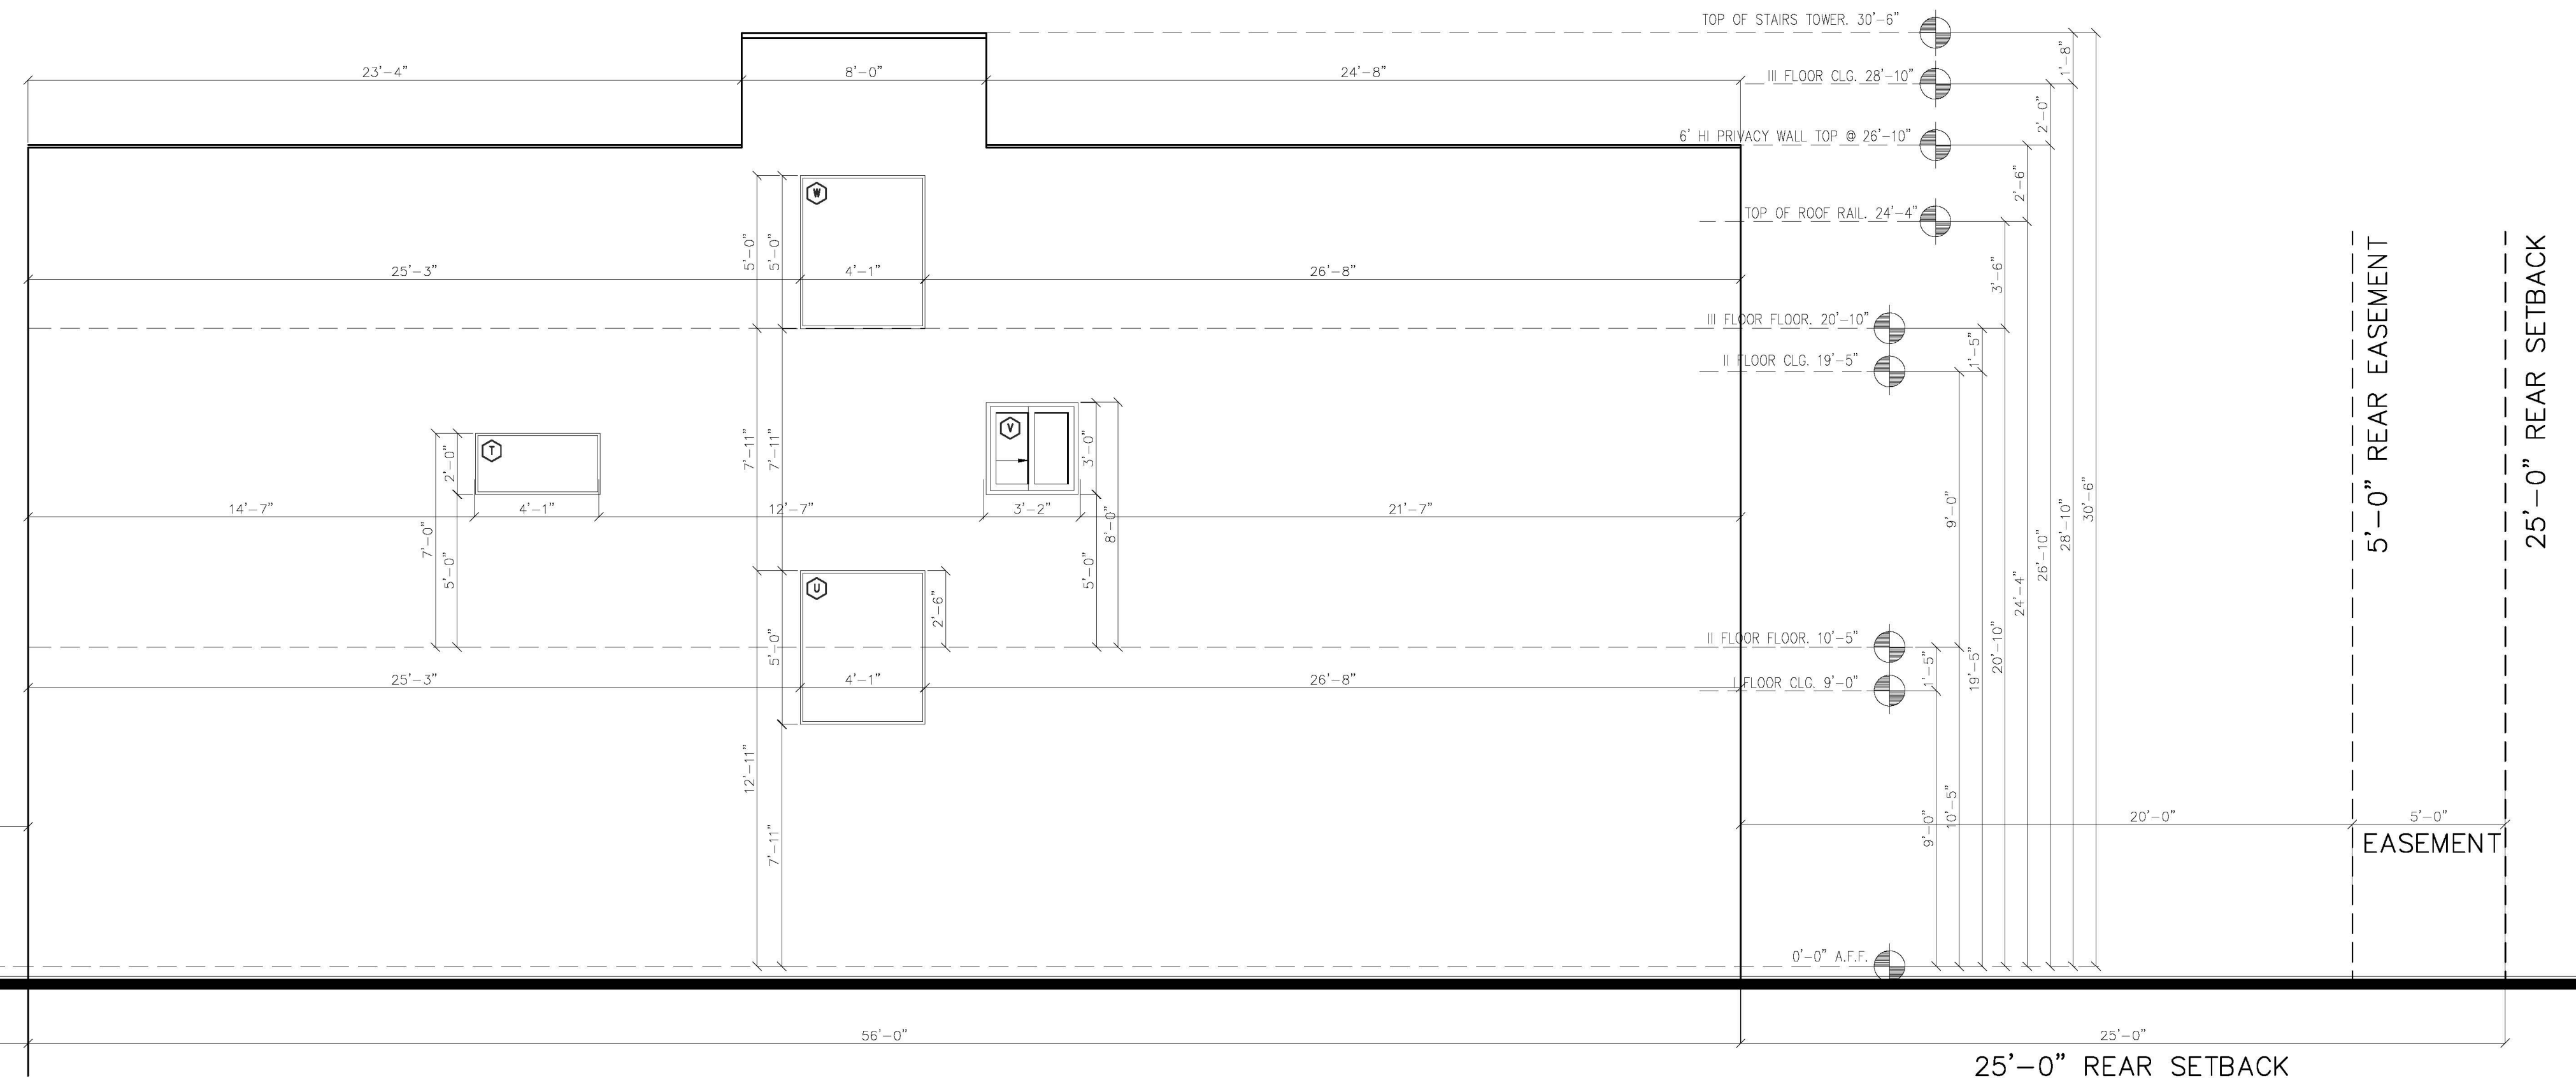 TOP OF STAIRS TOWER. 30'-6"
1'-8"
23'-4"
8'-0"
24'-8"
III FLOOR CLG. 28'-10"
2'-0"
6' HI PRIVACY WALL TOP @ 26'-10"
2'-6"
W
TOP OF ROOF RAIL. 24'-4"
5'-0"
5'-0"
25'-3"
4'-1"
26'-8"
3'-6"
5'-0" REAR EASEMENT
25'-0" REAR SETBACK
III FLOOR FLOOR. 20'-10"
1'-5"
II FLOOR CLG. 19'-5"
T
V
2'-0"
7'-11"
7'-11"
3'-0"
14'-7"
4'-1"
12'-7"
3'-2"
21'-7"
9'-0"
30'-6"
28'-10"
26'-10"
7'-0"
5'-0"
8'-0"
5'-0"
U
2'-6"
24'-4"
II FLOOR FLOOR. 10'-5"
5'-0"
1'-5"
19'-5"
20'-10"
25'-3"
4'-1"
26'-8"
I FLOOR CLG. 9'-0"
12'-11"
7'-11"
9'-0"
10'-5"
20'-0"
5'-0"
EASEMENT
0'-0" A.F.F.
56'-0"
25'-0"
25'-0" REAR SETBACK